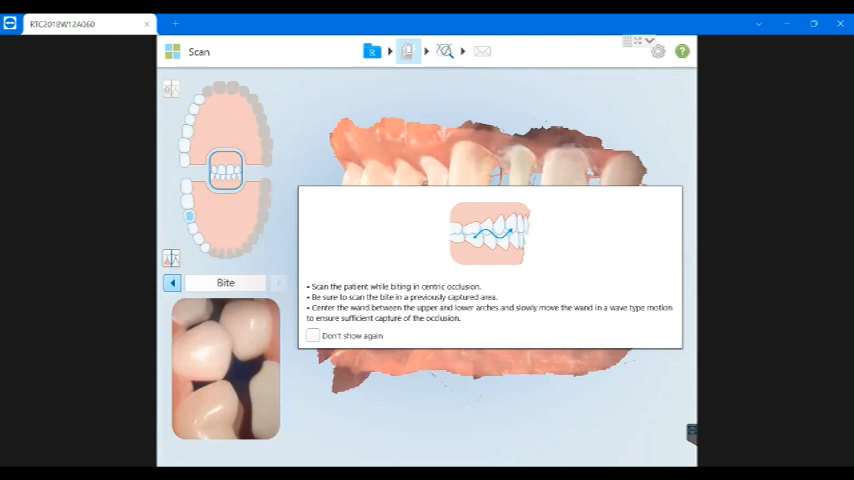 RTC2018W12A060
Scan
R
?
• Scan the patient while biting in centric occlusion.
• Be sure to scan the bite in a previously captured area.
• Center the wand between the upper and lower arches and slowly move the wand in a wave type motion
to ensure sufficient capture of the occlusion.
Don't show again
Bite